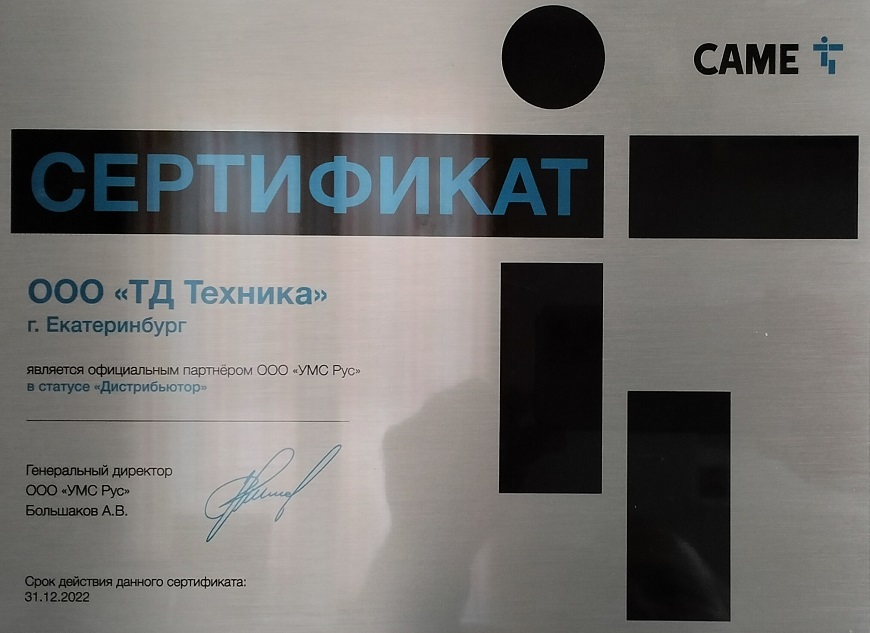 CAME
СЕРТИФИКАТ
ООО «ТД Техника»
г. Екатеринбург
является официальным партнёром ООО «УМС Рус»
в статусе «Дистрибьютор»
Генеральный директор
ООО «УМС Рус»
Большаков А.В.
Срок действия данного сертификата:
31.12.2022